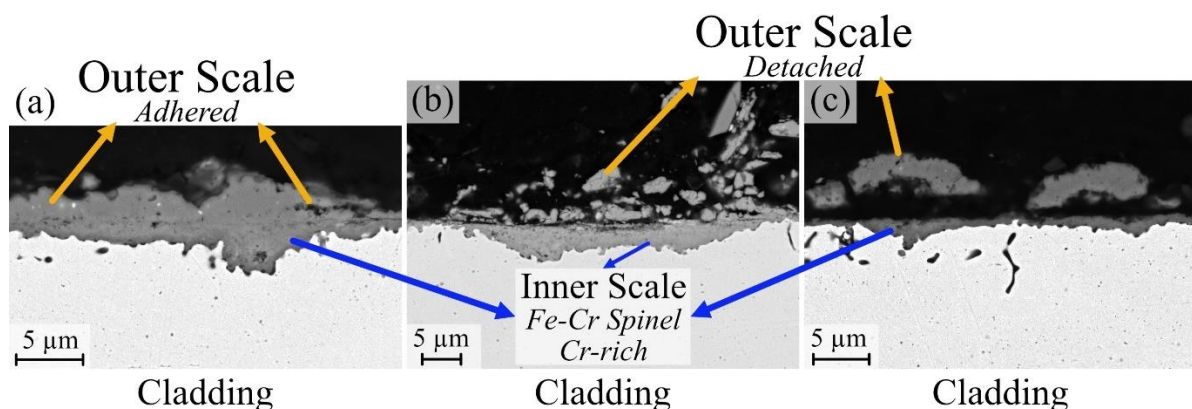 Outer Scale
Detached
Outer Scale
Adhered
(a)
(b)
(c)
Inner Scale
Fe-Cr Spinel
Cr-rich
5 µm
5 µm
5 µm
Cladding
Cladding
Cladding